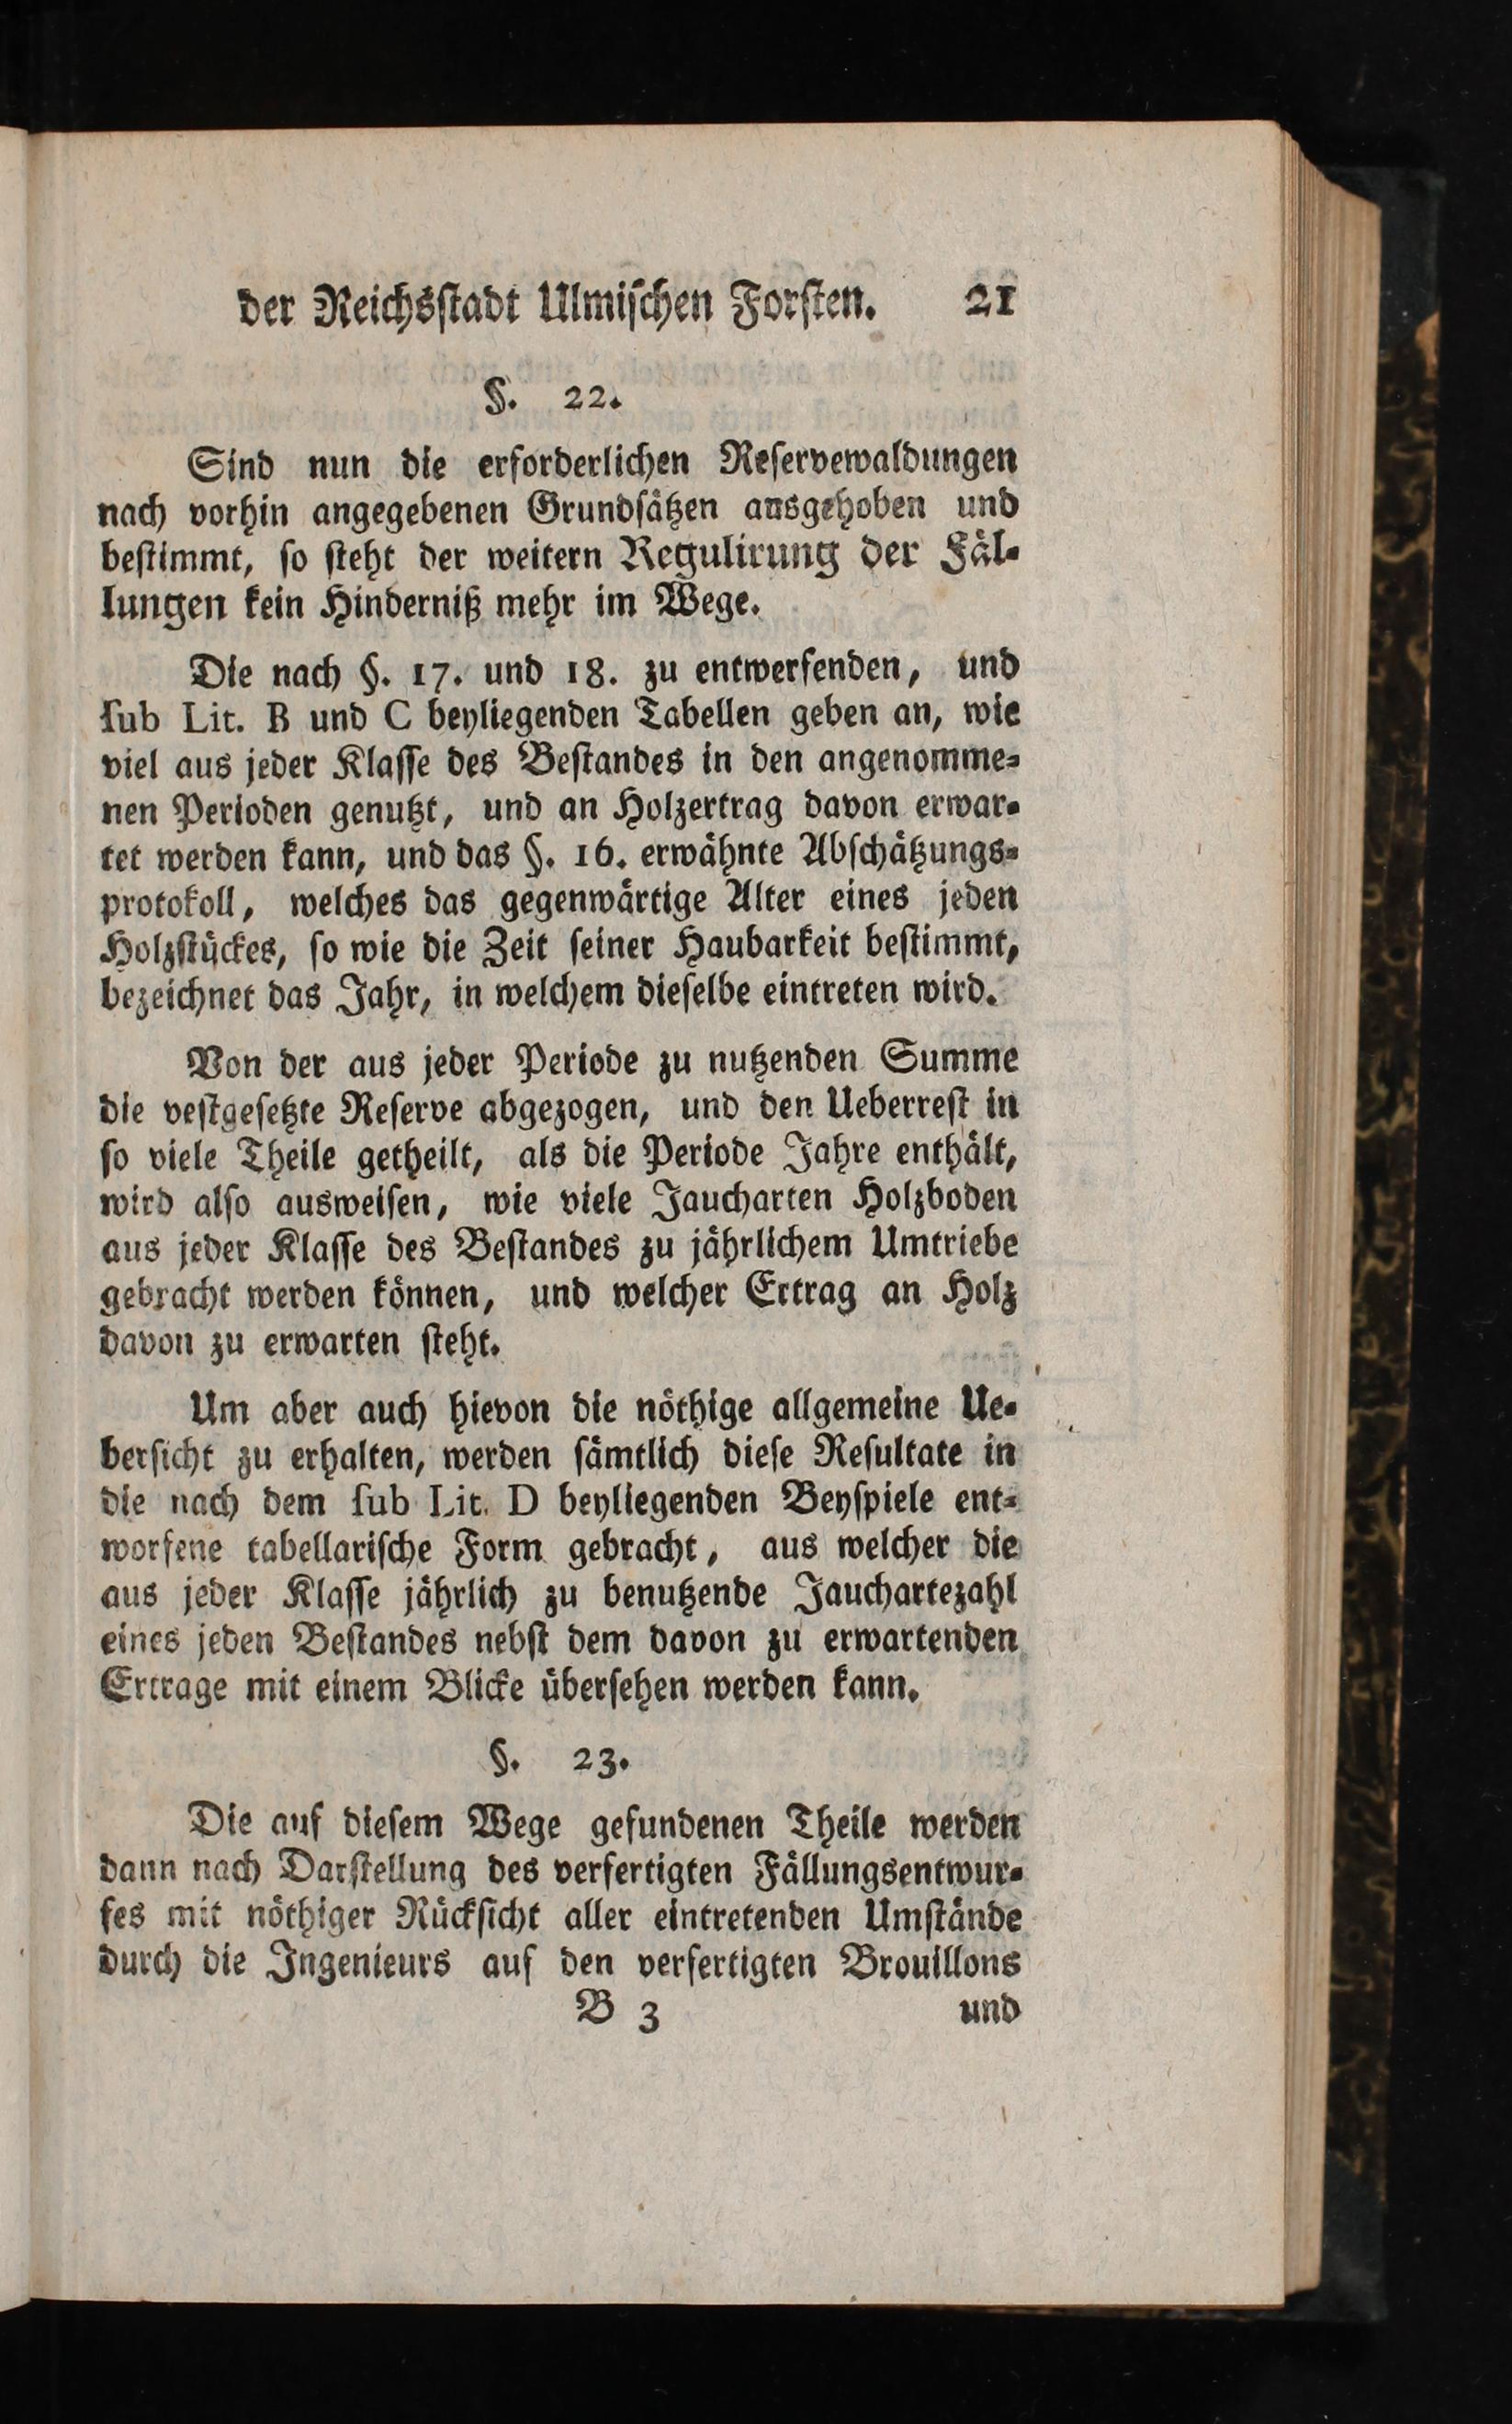 der Reichsstadt Ulmischen Forsten. 21
§. 22.
Sind nun die erforderlichen Reservewaldungen
nach vorhin angegebenen Grundsätzen ausgehoben und
bestimmt, so steht der weitern Regulirung der Fäl-
lungen kein Hinderniß mehr im Wege.
Die nach §. 17. und 18. zu entwerfenden, und
sub Lit. B und C beyliegenden Tabellen geben an, wie
viel aus jeder Klasse des Bestandes in den angenomme-
nen Perioden genutzt, und an Holzertrag davon erwar-
tet werden kann, und das §. 16. erwähnte Abschätzungs-
protokoll, welches das gegenwärtige Alter eines jeden
Holzstückes, so wie die Zeit seiner Haubarkeit bestimmt,
bezeichnet das Jahr, in welchem dieselbe eintreten wird.
Von der aus jeder Periode zu nutzenden Summe
die vestgesetzte Reserve abgezogen, und den Ueberrest in
so viele Theile getheilt, als die Periode Jahre enthält,
wird also ausweisen, wie viele Jaucharten Holzboden
aus jeder Klasse des Bestandes zu jährlichem Umtriebe
gebracht werden können, und welcher Ertrag an Holz
davon zu erwarten steht.
Um aber auch hievon die nöthige allgemeine Ue-
bersicht zu erhalten, werden sämtlich diese Resultate in
die nach dem sub Lit. D beyliegenden Beyspiele ent-
worfene tabellarische Form gebracht, aus welcher die
aus jeder Klasse jährlich zu benutzende Jauchartezahl
eines jeden Bestandes nebst dem davon zu erwartenden
Ertrage mit einem Blicke übersehen werden kann.
§. 23.
Die auf diesem Wege gefundenen Theile werden
dann nach Darstellung des verfertigten Fällungsentwur-
fes mit nöthiger Rücksicht aller eintretenden Umstände
durch die Ingenieurs auf den verfertigten Brouillons
B 3 und